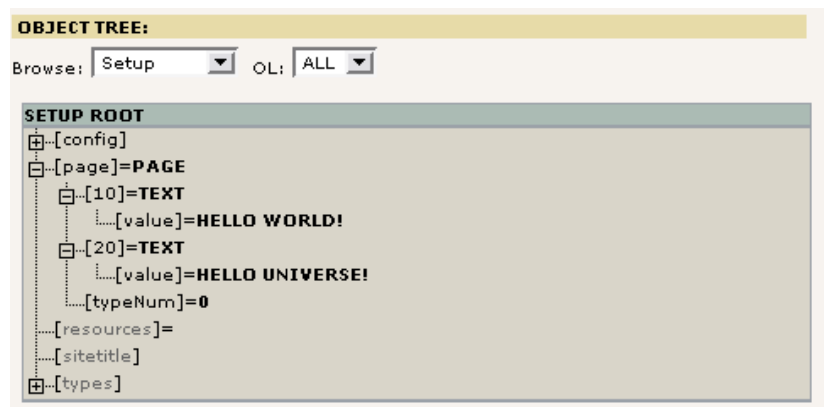 OBJECT TREE:
Browse: Setup OL: ALL
SETUP ROOT
[config]
[page]=PAGE
[10]=TEXT
[value]=HELLO WORLD!
[20]=TEXT
[value]=HELLO UNIVERSE!
[typeNum]=0
[resources]=
[sitetitle]
[types]